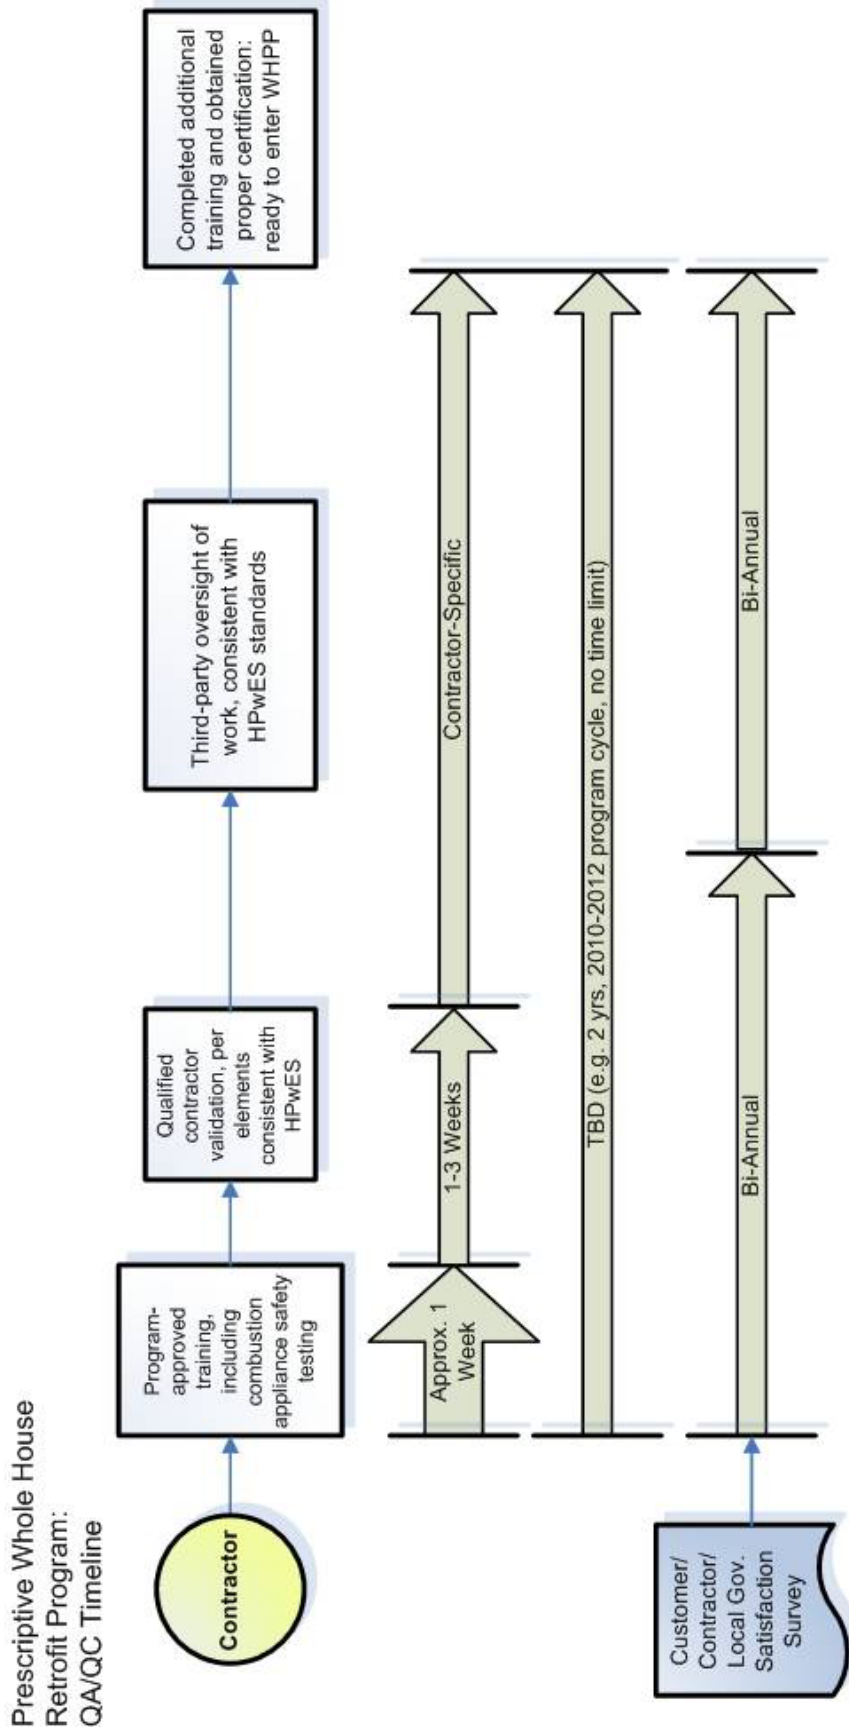 Prescriptive Whole House
Retrofit Program:
QA/QC Timeline
Contractor
Program-
approved
training,
including
combustion
appliance safety
testing
Qualified
contractor
validation, per
elements
consistent with
HPwES
Third-party oversight of
work, consistent with
HPwES standards
Completed additional
training and obtained
proper certification:
ready to enter WHPP
Approx. 1
Week
1-3 Weeks
Contractor-Specific
TBD (e.g. 2 yrs, 2010-2012 program cycle, no time limit)
Customer/
Contractor/
Local Gov.
Satisfaction
Survey
Bi-Annual
Bi-Annual